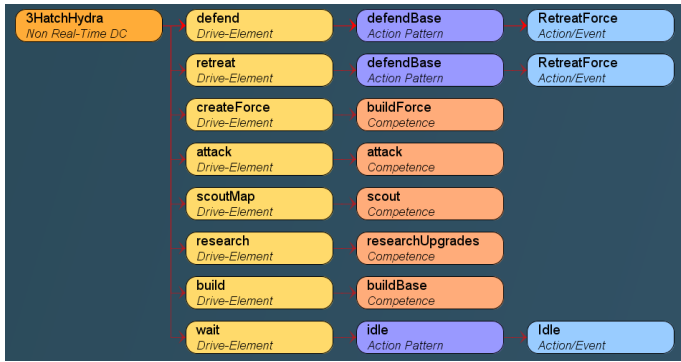 3HatchHydra
Non Real-Time DC
defend
Drive-Element
defendBase
Action Pattern
RetreatForce
Action/Event
retreat
Drive-Element
defendBase
Action Pattern
RetreatForce
Action/Event
createForce
Drive-Element
buildForce
Competence
attack
Drive-Element
attack
Competence
scoutMap
Drive-Element
scout
Competence
research
Drive-Element
researchUpgrades
Competence
build
Drive-Element
buildBase
Competence
wait
Drive-Element
idle
Action Pattern
Idle
Action/Event